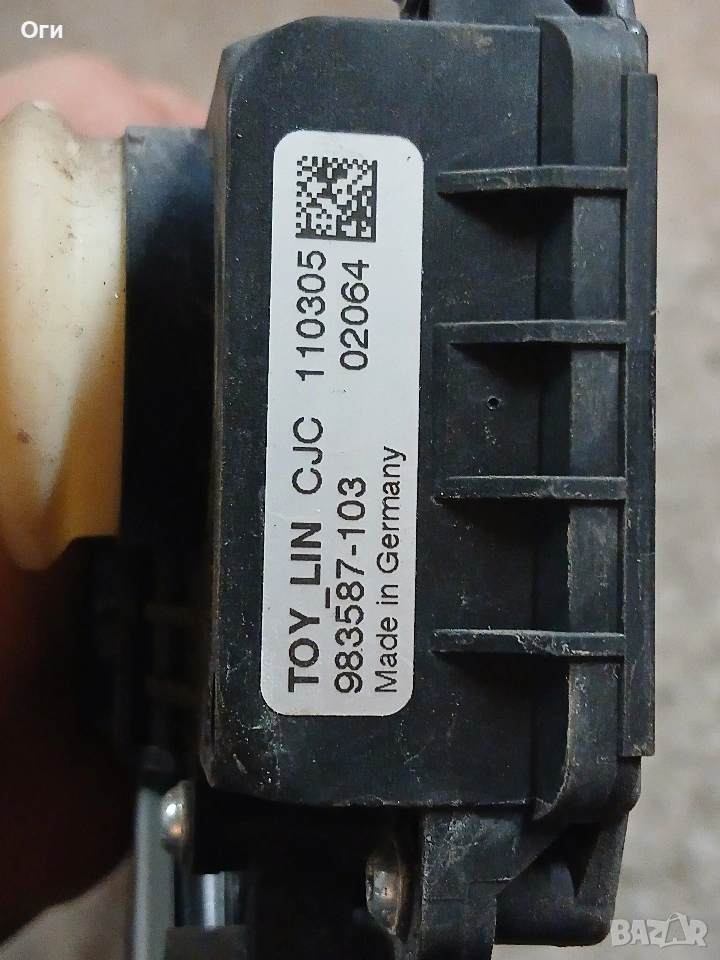 Оги
TOY_LIN CJC 110305
983587-103 02064
Made in Germany
BAZAR